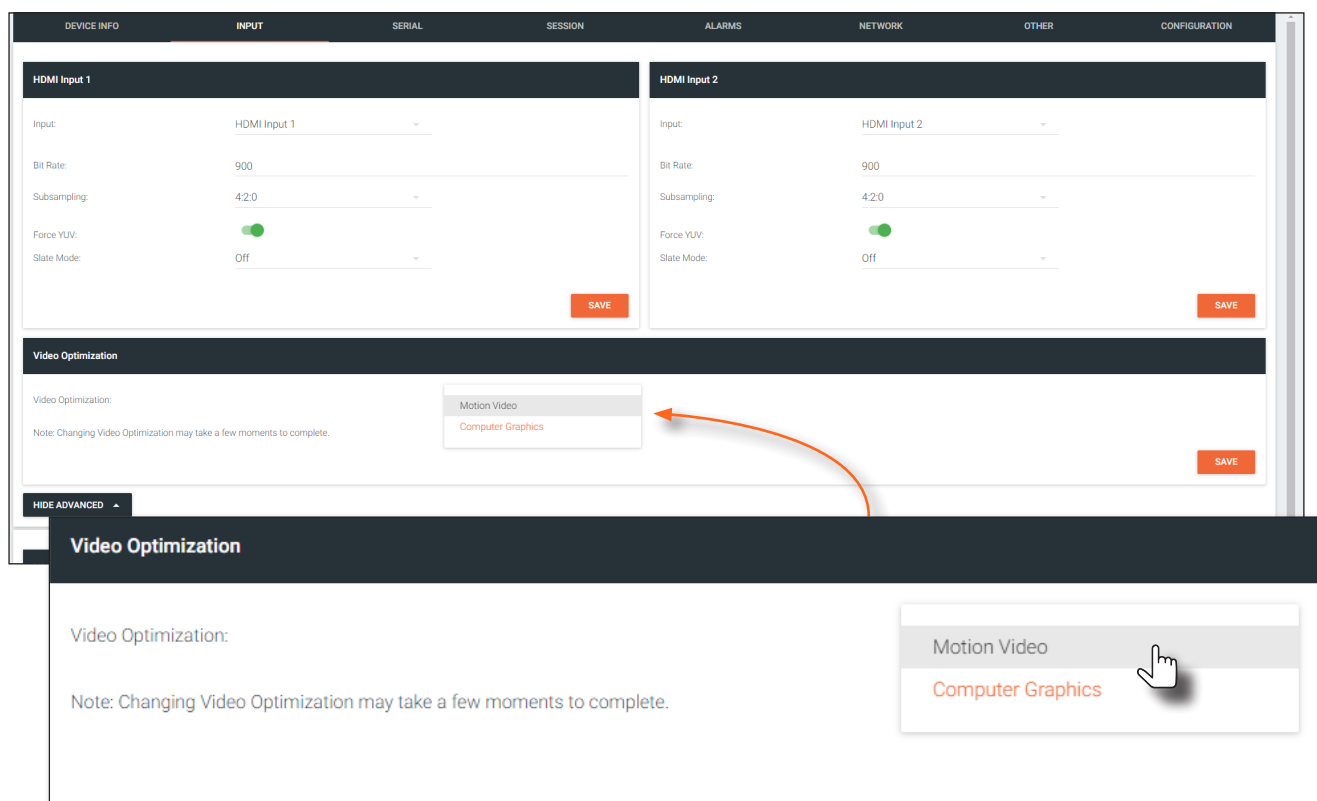 DEVICE INFO INPUT SERIAL SESSION ALARMS NETWORK OTHER CONFIGURATION
HDMI Input 1
Input: HDMI Input 1
Bit Rate: 900
Subsampling: 4:2:0
Force YUV:
Slate Mode: Off
SAVE
HDMI Input 2
Input: HDMI Input 2
Bit Rate: 900
Subsampling: 4:2:0
Force YUV:
Slate Mode: Off
SAVE
Video Optimization
Video Optimization:
Motion Video
Computer Graphics
Note: Changing Video Optimization may take a few moments to complete.
SAVE
HIDE ADVANCED
Video Optimization
Video Optimization:
Motion Video
Computer Graphics
Note: Changing Video Optimization may take a few moments to complete.